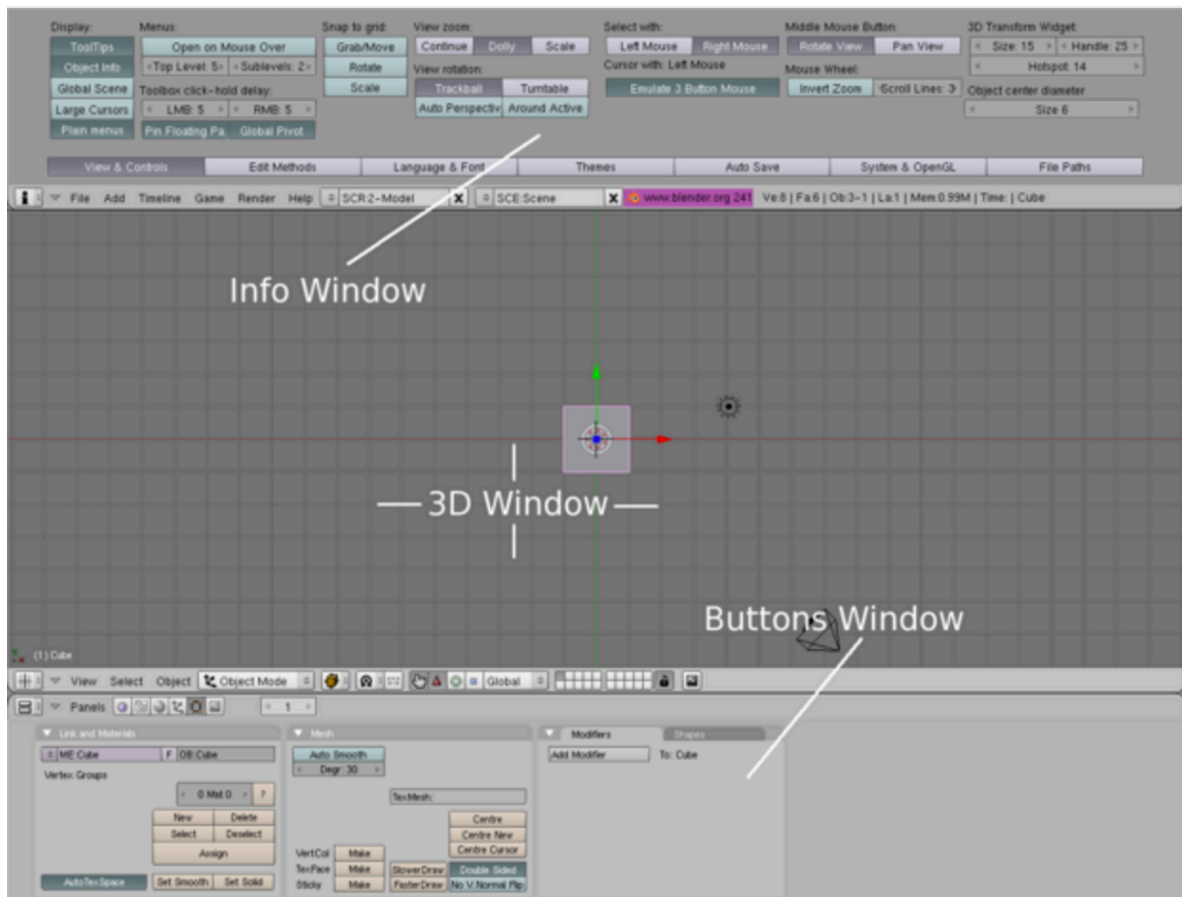 Display: Menus: Snap to grid: View zoom: Select with: Middle Mouse Button: 3D Transform Widget:
ToolTips Open on Mouse Over Grab/Move Continue Dolly Scale Left Mouse Right Mouse Rotate View Pan View Size: 15 Handle: 25
Object Info Top Level: 5 Sublevels: 2 Rotate View rotation: Cursor with: Left Mouse Mouse Wheel: Hotspot: 14
Global Scene Toolbox click-hold delay: Scale Trackball Turntable Emulate 3 Button Mouse Invert Zoom Scroll Lines: 3 Object center diameter
Large Cursors LMB: 5 RMB: 5 Auto Perspectiv Around Active Size 6
Plain menus Pin Floating Pa Global Pivot
View & Controls Edit Methods Language & Font Themes Auto Save System & OpenGL File Paths
File Add Timeline Game Render Help SCR:2-Model X SCE:Scene X www.blender.org 241 Ve:8 | Fa:6 | Ob:3-1 | La:1 | Mem:0.99M | Time: | Cube
Info Window
3D Window
Buttons Window
(1) Cube
View Select Object Object Mode Global
Panels 1
Link and Materials Mesh Modifiers Shapes
ME:Cube F OB:Cube Auto Smooth Add Modifier To: Cube
Vertex Groups Degr: 30
0 Mat 0 ? TexMesh:
New Delete Centre
Select Deselect Centre New
Assign VertCol Make Centre Cursor
TexFace Make SlowerDraw Double Sided
AutoTexSpace Set Smooth Set Solid Sticky Make FasterDraw No V.Normal Flip